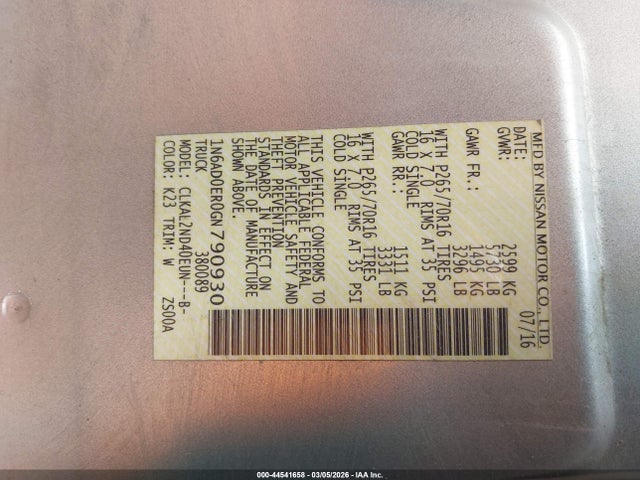 MFD BY NISSAN MOTOR CO., LTD.
DATE: 07/16
GVWR: 2599 KG
5730 LB
GAWR FR.: 1495 KG
3296 LB
WITH P265/70R16 TIRES
16 X 7.0 RIMS AT 35 PSI
COLD SINGLE
GAWR RR.: 1511 KG
3331 LB
WITH P265/70R16 TIRES
16 X 7.0 RIMS AT 35 PSI
COLD SINGLE
THIS VEHICLE CONFORMS TO
ALL APPLICABLE FEDERAL
MOTOR VEHICLE SAFETY AND
THEFT PREVENTION
STANDARDS IN EFFECT ON
THE DATE OF MANUFACTURE
SHOWN ABOVE.
1N6AD0ER0GN790930
TRUCK 380089
MODEL: CLKAL2ND40EUN---B-
COLOR: K23 TRIM: W ZS00A
000-44541658 - 03/05/2026 - IAA Inc.